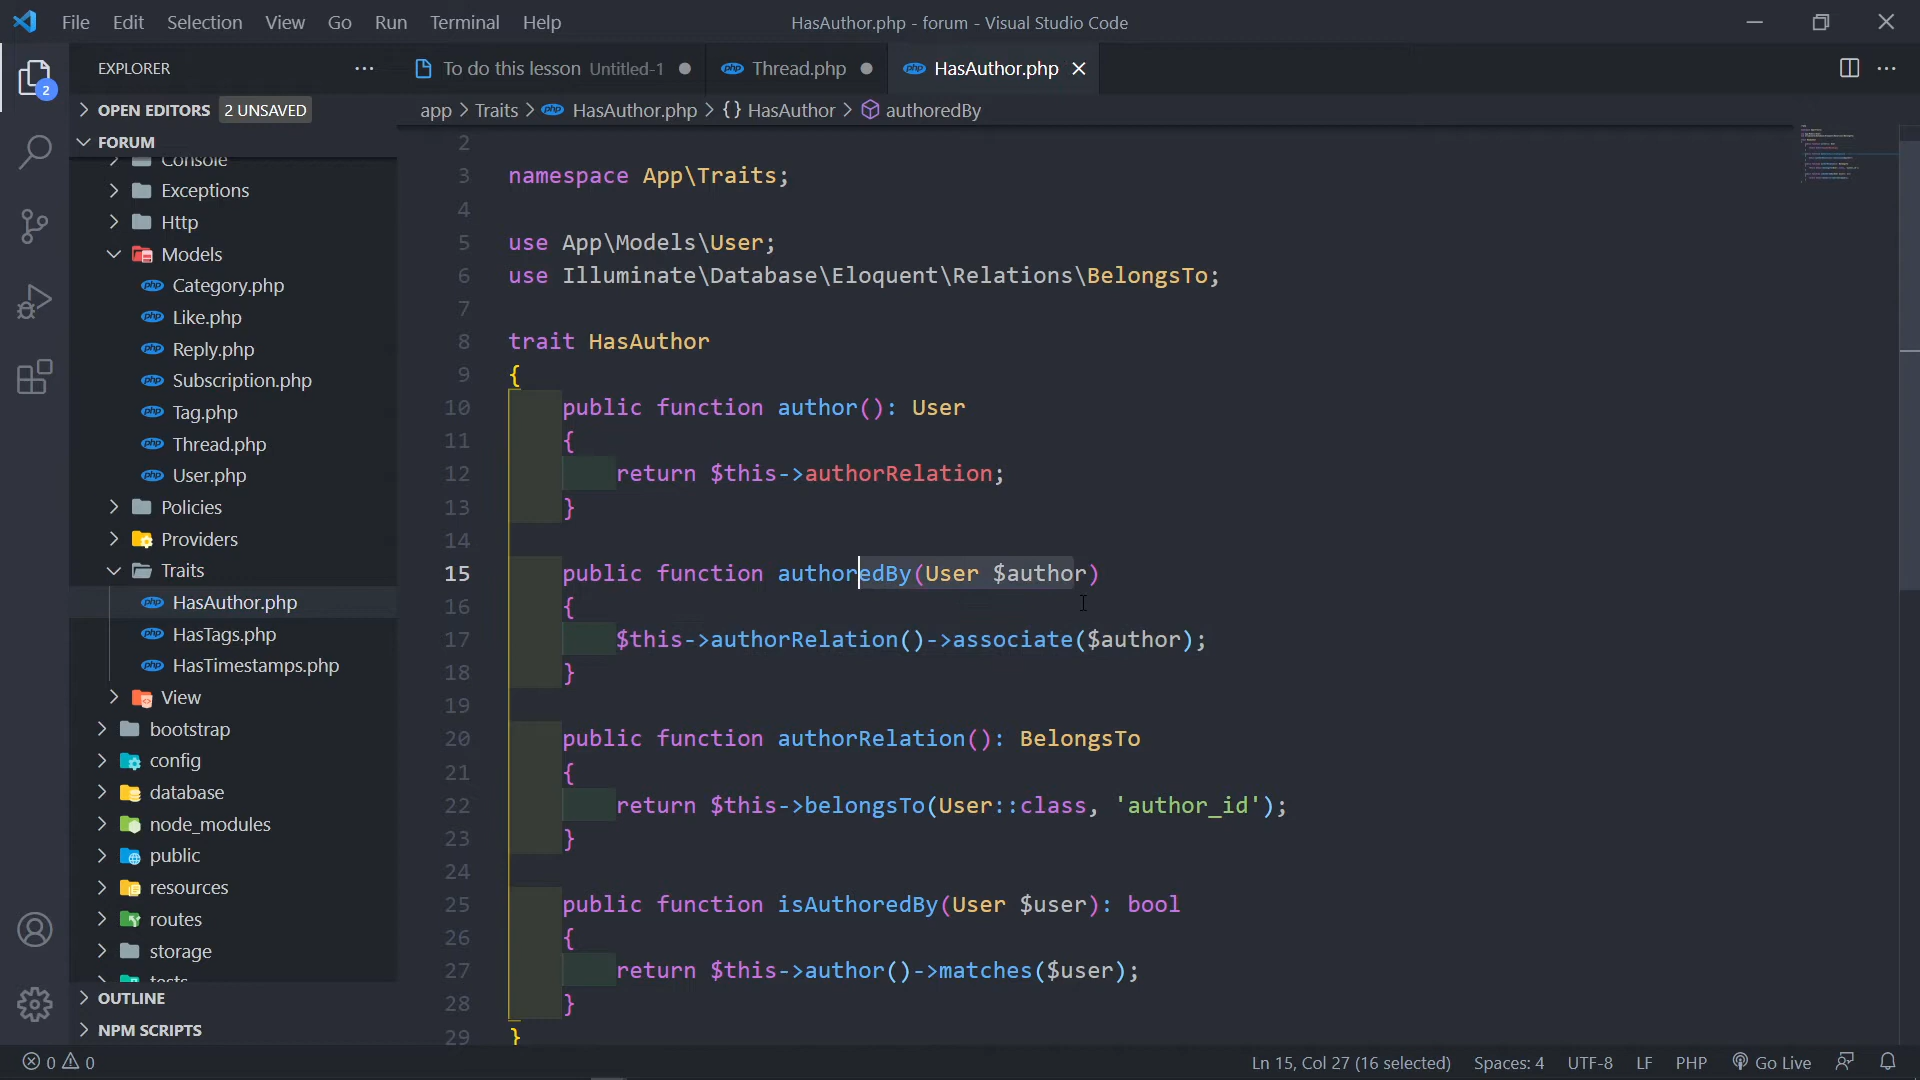 File Edit Selection View Go Run Terminal Help HasAuthor.php - forum - Visual Studio Code
EXPLORER
To do this lesson Untitled-1 Thread.php HasAuthor.php
2
OPEN EDITORS 2 UNSAVED
app > Traits > HasAuthor.php > {} HasAuthor > authoredBy
FORUM
Console
Exceptions
Http
Models
Category.php
Like.php
Reply.php
Subscription.php
Tag.php
Thread.php
User.php
Policies
Providers
Traits
HasAuthor.php
HasTags.php
HasTimestamps.php
View
bootstrap
config
database
node_modules
public
resources
routes
storage
tests
OUTLINE
NPM SCRIPTS
2
3 namespace App\Traits;
4
5 use App\Models\User;
6 use Illuminate\Database\Eloquent\Relations\BelongsTo;
7
8 trait HasAuthor
9 {
10 public function author(): User
11 {
12 return $this->authorRelation;
13 }
14
15 public function authoredBy(User $author)
16 {
17 $this->authorRelation()->associate($author);
18 }
19
20 public function authorRelation(): BelongsTo
21 {
22 return $this->belongsTo(User::class, 'author_id');
23 }
24
25 public function isAuthoredBy(User $user): bool
26 {
27 return $this->author()->matches($user);
28 }
29 }
0 0 Ln 15, Col 27 (16 selected) Spaces: 4 UTF-8 LF PHP Go Live